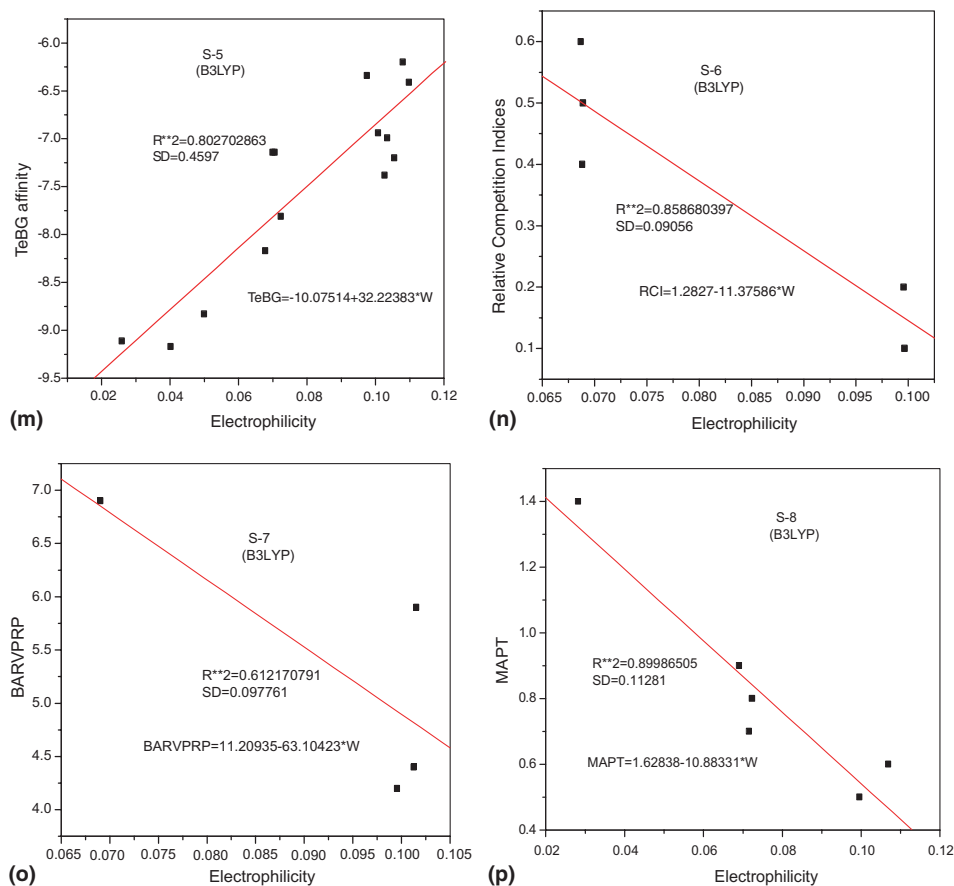 -6.0
-6.5
-7.0
-7.5
-8.0
-8.5
-9.0
-9.5
TeBG affinity
S-5
(B3LYP)
R**2=0.802702863
SD=0.4597
TeBG=-10.07514+32.22383*W
0.02 0.04 0.06 0.08 0.10 0.12
Electrophilicity
(m)
0.6
0.5
0.4
0.3
0.2
0.1
Relative Competition Indices
S-6
(B3LYP)
R**2=0.858680397
SD=0.09056
RCI=1.2827-11.37586*W
0.065 0.070 0.075 0.080 0.085 0.090 0.095 0.100
Electrophilicity
(n)
7.0
6.5
6.0
5.5
5.0
4.5
4.0
BARVPRP
S-7
(B3LYP)
R**2=0.612170791
SD=0.097761
BARVPRP=11.20935-63.10423*W
0.065 0.070 0.075 0.080 0.085 0.090 0.095 0.100 0.105
Electrophilicity
(o)
1.4
1.2
1.0
0.8
0.6
0.4
MAPT
S-8
(B3LYP)
R**2=0.89986505
SD=0.11281
MAPT=1.62838-10.88331*W
0.02 0.04 0.06 0.08 0.10 0.12
Electrophilicity
(p)